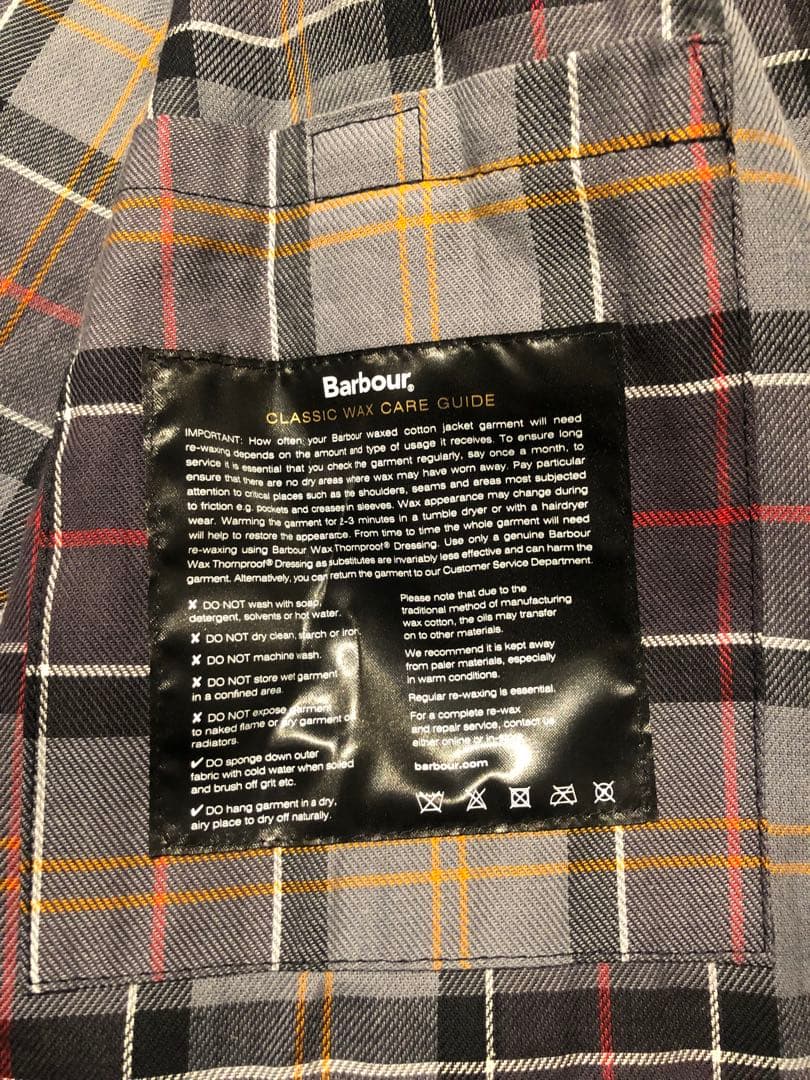 Barbour®
CLASSIC WAX CARE GUIDE
IMPORTANT: How often your Barbour waxed cotton jacket garment will need
re-waxing depends on the amount and type of usage it receives. To ensure long
service it is essential that you check the garment regularly, say once a month, to
ensure that there are no dry areas where wax may have worn away. Pay particular
attention to critical places such as the shoulders, seams and areas most subjected
to friction e.g. pockets and creases in sleeves. Wax appearance may change during
wear. Warming the garment for 2-3 minutes in a tumble dryer or with a hairdryer
will help to restore the appearance. From time to time the whole garment will need
re-waxing using Barbour Wax Thornproof® Dressing. Use only a genuine Barbour
Wax Thornproof® Dressing as substitutes are invariably less effective and can harm the
garment. Alternatively, you can return the garment to our Customer Service Department.
✘ DO NOT wash with soap,
detergent, solvents or hot water.
✘ DO NOT dry clean, starch or iron.
✘ DO NOT machine wash.
✘ DO NOT store wet garment
in a confined area.
✘ DO NOT expose garment
to naked flame or dry garment on
radiators.
✔ DO sponge down outer
fabric with cold water when soiled
and brush off grit etc.
✔ DO hang garment in a dry,
airy place to dry off naturally.
Please note that due to the
traditional method of manufacturing
wax cotton, the oils may transfer
on to other materials.
We recommend it is kept away
from paler materials, especially
in warm conditions.
Regular re-waxing is essential.
For a complete re-wax
and repair service, contact us
either online or in-store.
barbour.com